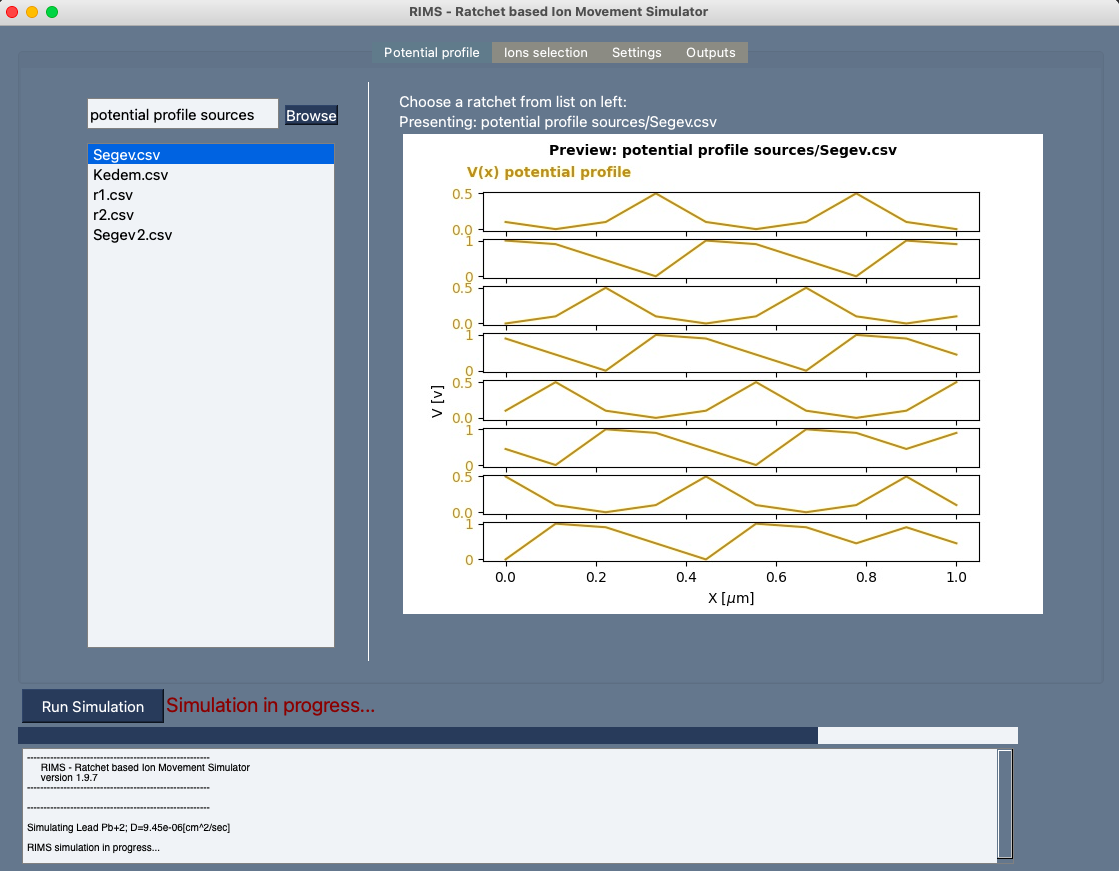 RIMS - Ratchet based Ion Movement Simulator
Potential profile Ions selection Settings Outputs
potential profile sources Browse
Segev.csv
Kedem.csv
r1.csv
r2.csv
Segev2.csv
Choose a ratchet from list on left:
Presenting: potential profile sources/Segev.csv
Preview: potential profile sources/Segev.csv
V(x) potential profile
0.5
0.0
1
0
0.5
0.0
1
0
0.5
0.0
1
0
0.5
0.0
1
0
V [v]
0.0 0.2 0.4 0.6 0.8 1.0
X [μm]
Run Simulation Simulation in progress...
-------------------------------------------------------
RIMS - Ratchet based Ion Movement Simulator
version 1.9.7
-------------------------------------------------------
-------------------------------------------------------
Simulating Lead Pb+2; D=9.45e-06[cm^2/sec]
RIMS simulation in progress...